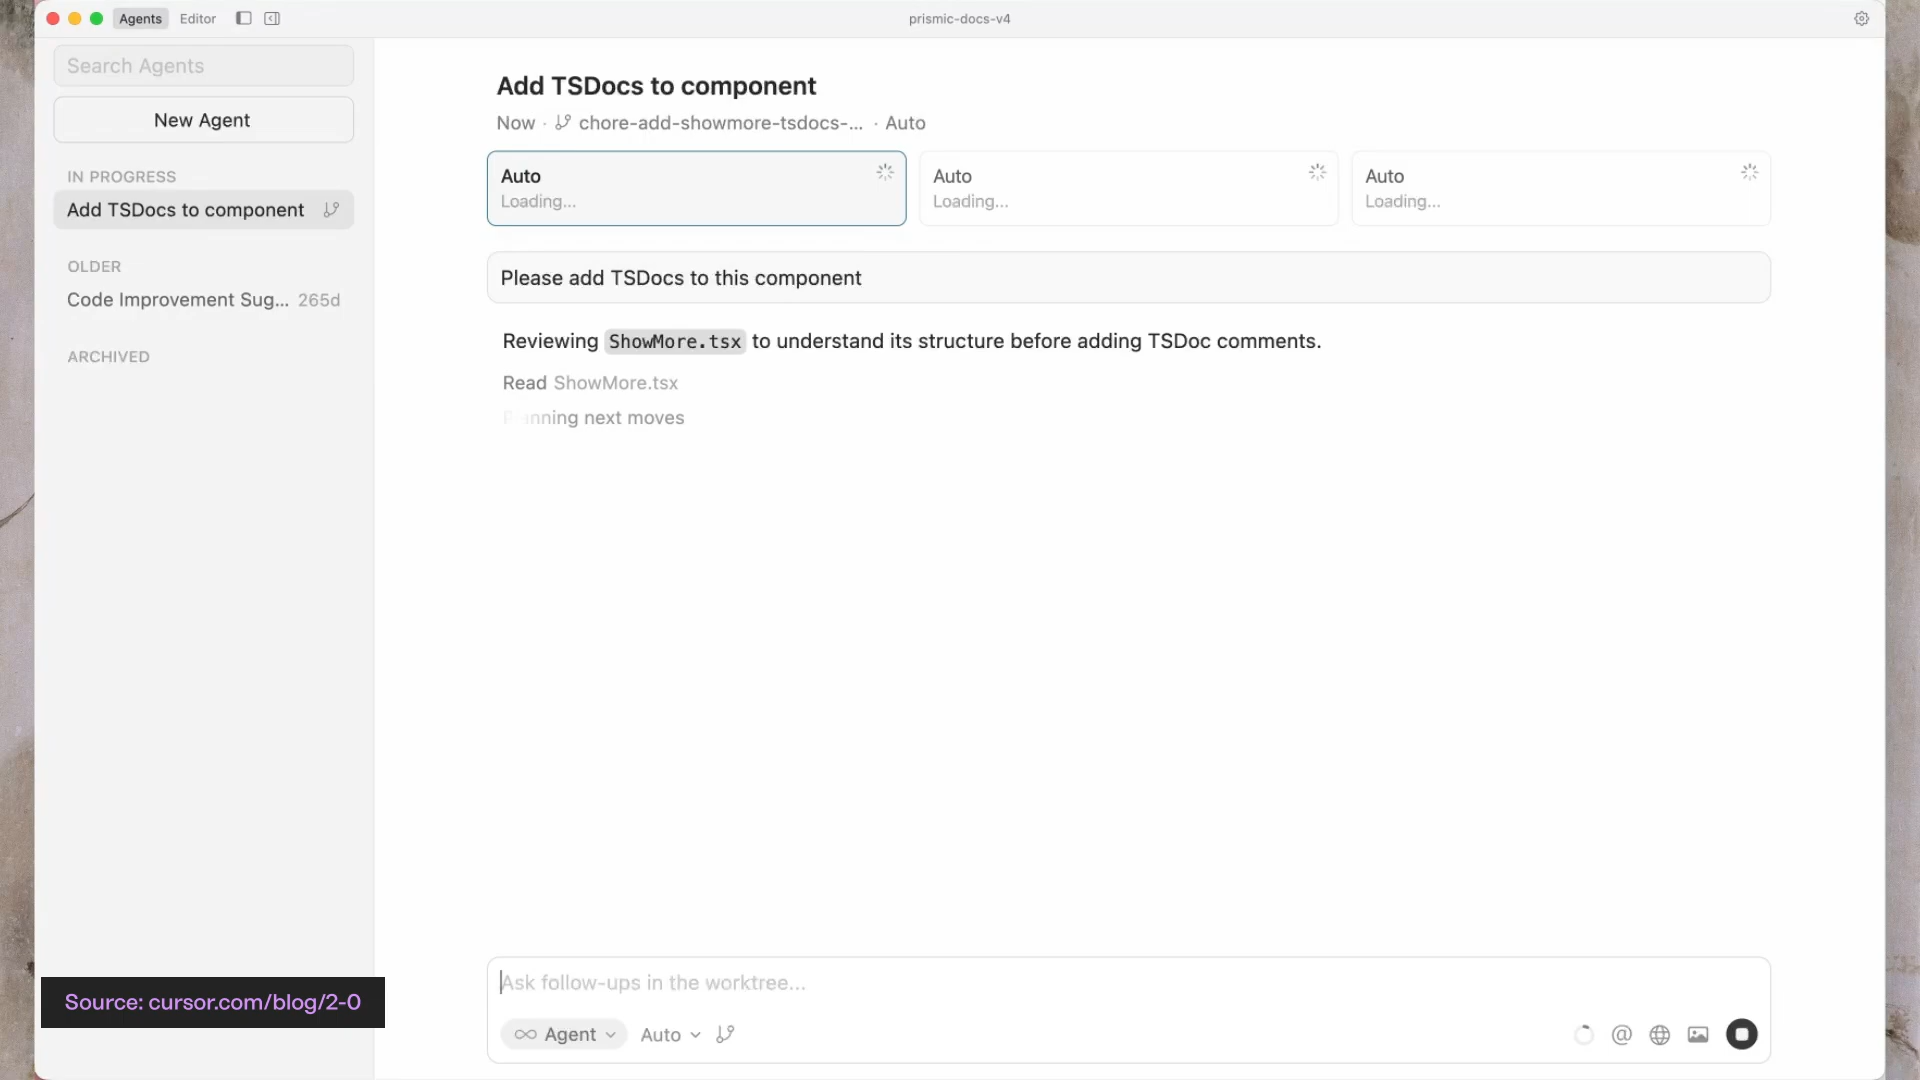 Agents Editor prismic-docs-v4
Search Agents
New Agent
IN PROGRESS
Add TSDocs to component
OLDER
Code Improvement Sug... 265d
ARCHIVED
Add TSDocs to component
Now · chore-add-showmore-tsdocs-... · Auto
Auto
Loading...
Auto
Loading...
Auto
Loading...
Please add TSDocs to this component
Reviewing ShowMore.tsx to understand its structure before adding TSDoc comments.
Read ShowMore.tsx
Planning next moves
Ask follow-ups in the worktree...
Agent Auto
Source: cursor.com/blog/2-0